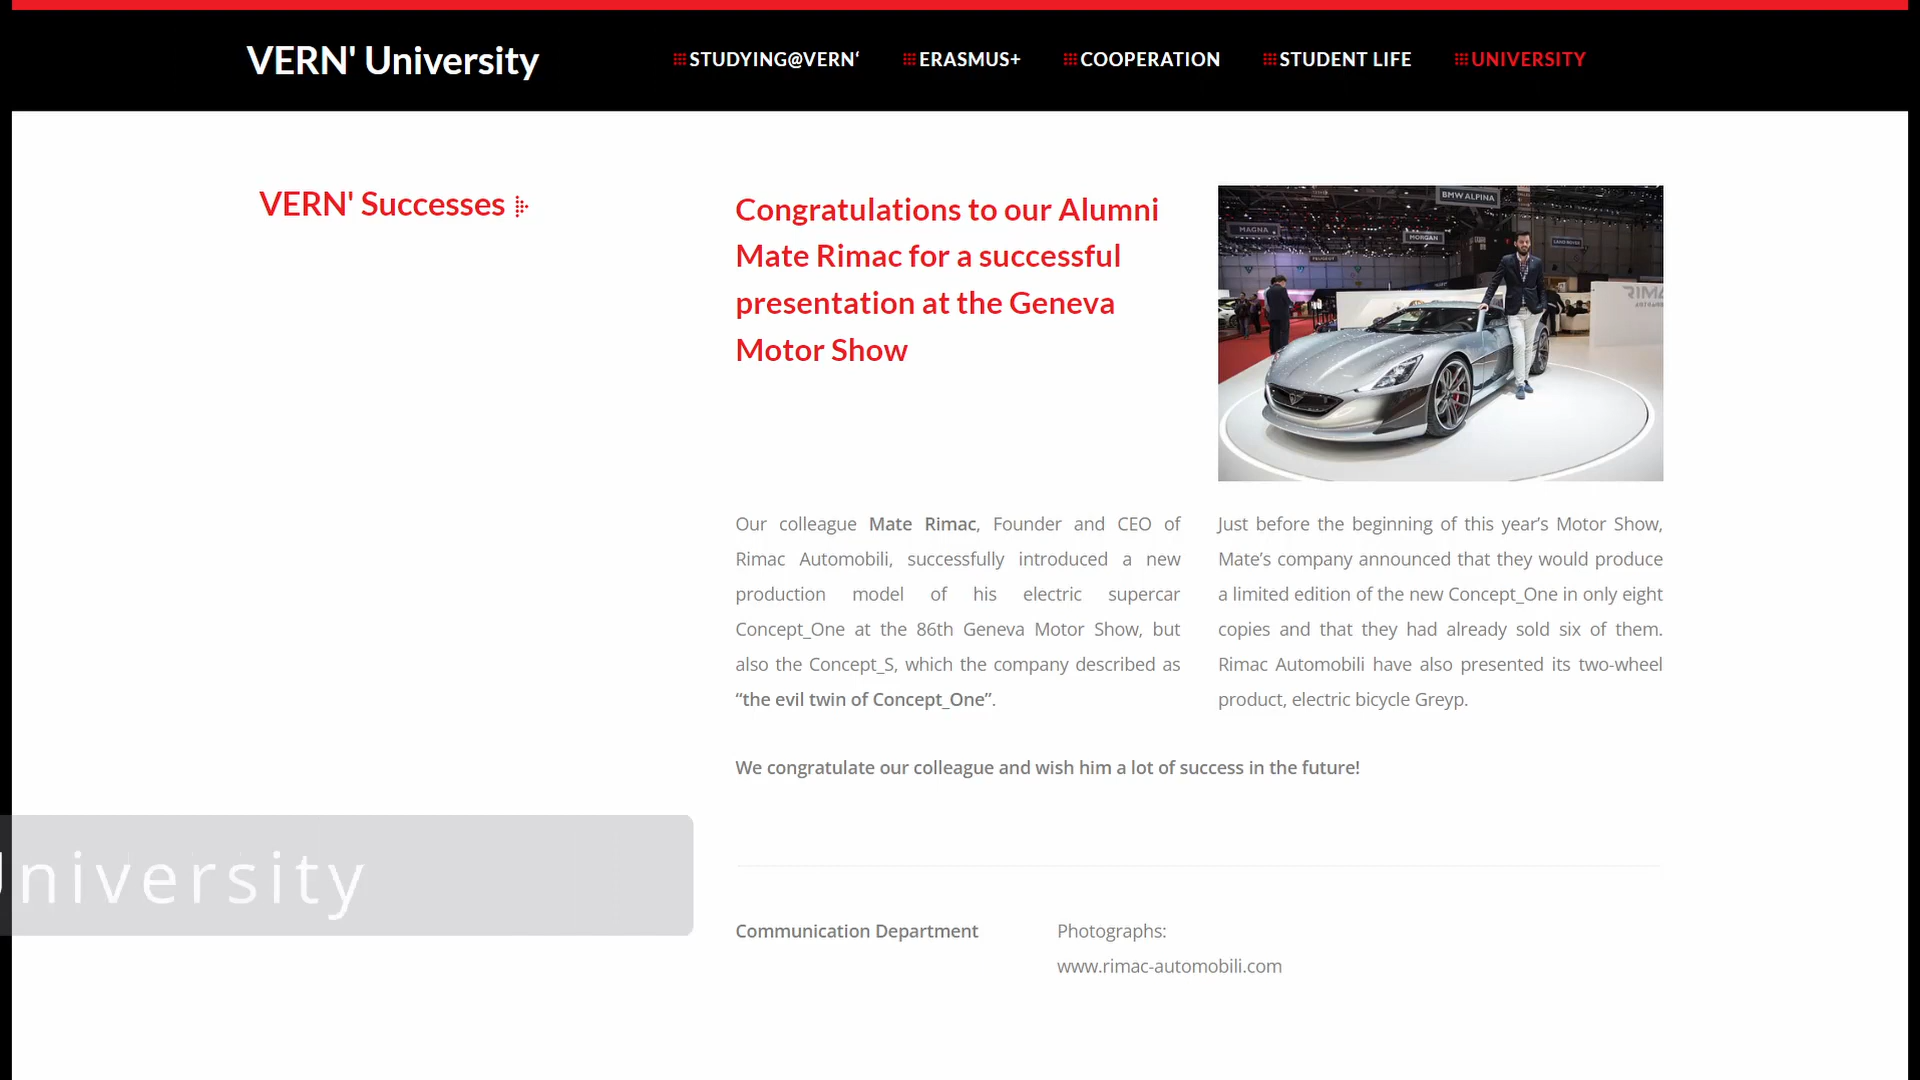 VERN' University
STUDYING@VERN‘
ERASMUS+
COOPERATION
STUDENT LIFE
UNIVERSITY
VERN' Successes
Congratulations to our Alumni
Mate Rimac for a successful
presentation at the Geneva
Motor Show
BMW ALPINA
MAGNA
MORGAN
LAND ROVER
PEUGEOT
Our colleague Mate Rimac, Founder and CEO of
Rimac Automobili, successfully introduced a new
production model of his electric supercar
Concept_One at the 86th Geneva Motor Show, but
also the Concept_S, which the company described as
“the evil twin of Concept_One”.
Just before the beginning of this year’s Motor Show,
Mate’s company announced that they would produce
a limited edition of the new Concept_One in only eight
copies and that they had already sold six of them.
Rimac Automobili have also presented its two-wheel
product, electric bicycle Greyp.
We congratulate our colleague and wish him a lot of success in the future!
University
Communication Department
Photographs:
www.rimac-automobili.com